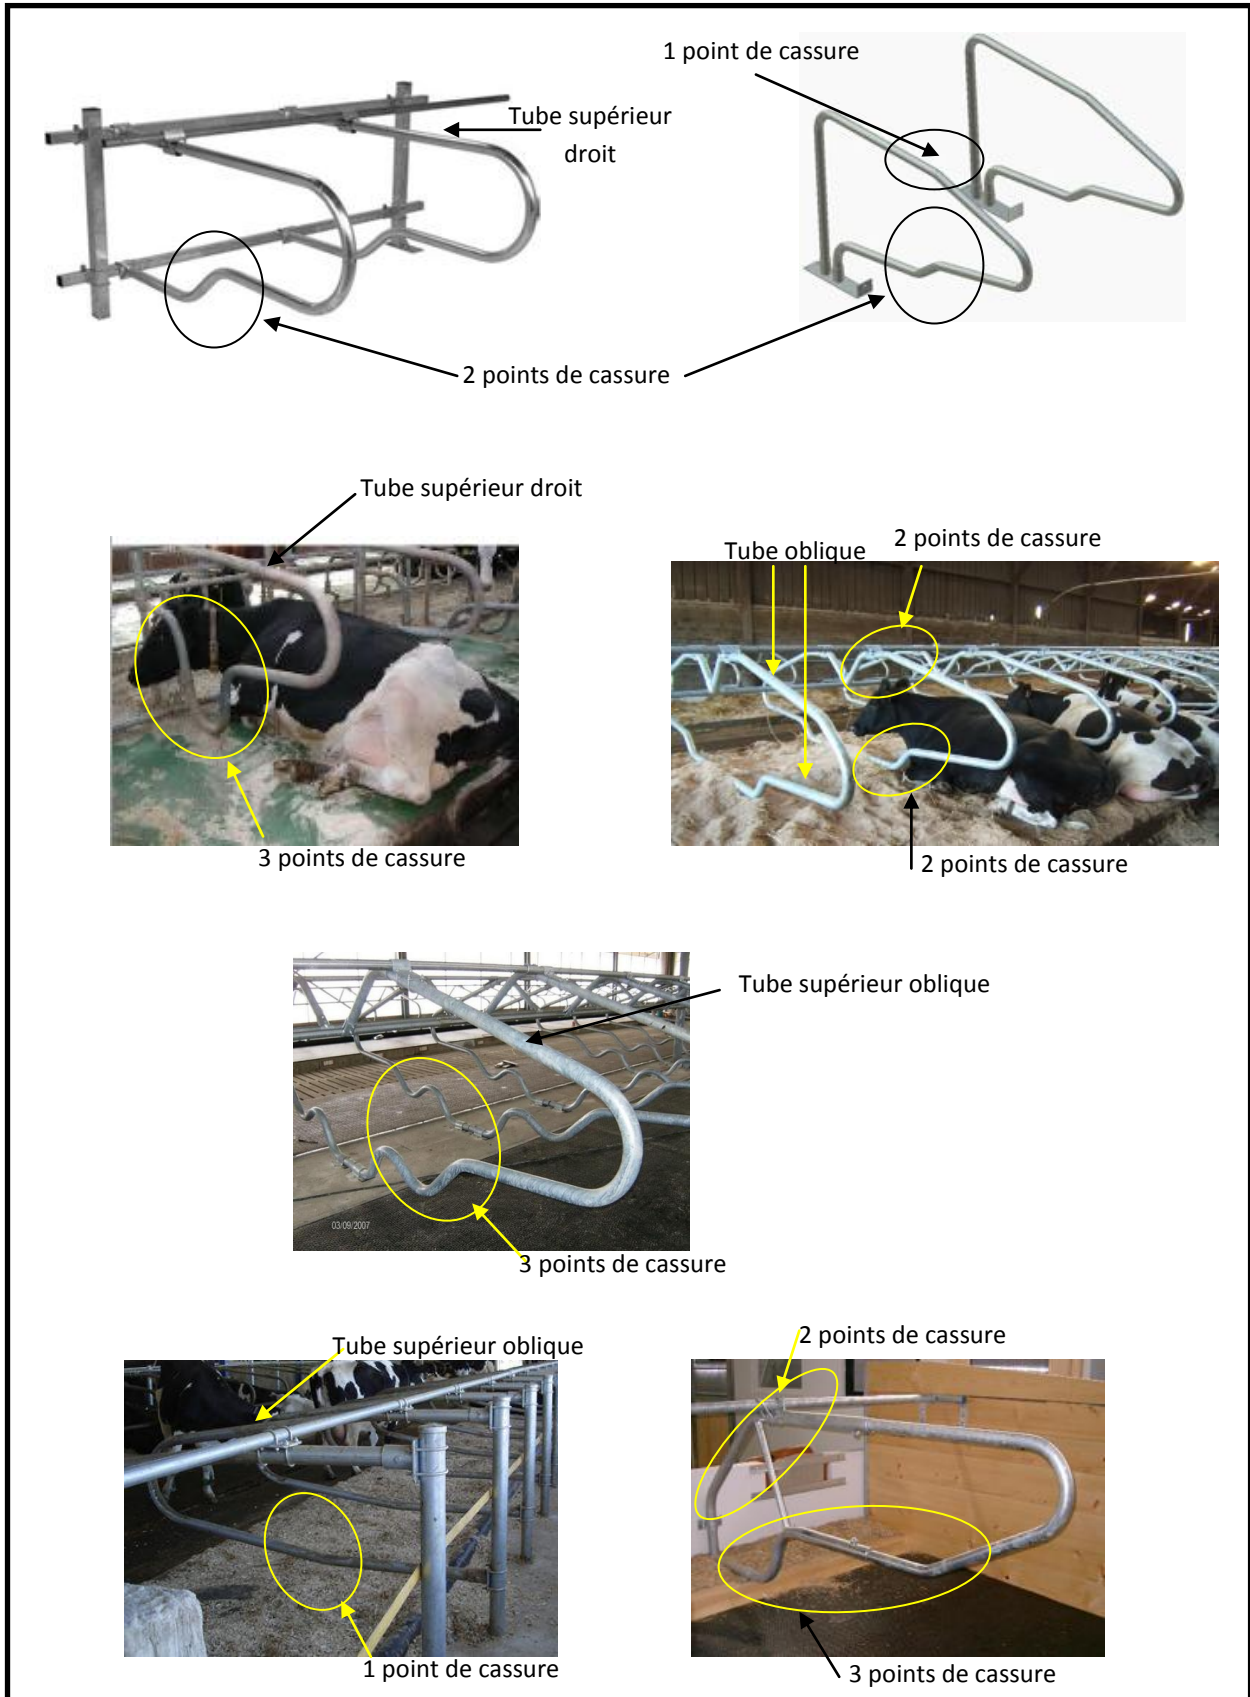 1 point de cassure
Tube supérieur
droit
2 points de cassure
Tube supérieur droit
2 points de cassure
Tube oblique
3 points de cassure
2 points de cassure
Tube supérieur oblique
03/09/2007
3 points de cassure
2 points de cassure
Tube supérieur oblique
1 point de cassure
3 points de cassure